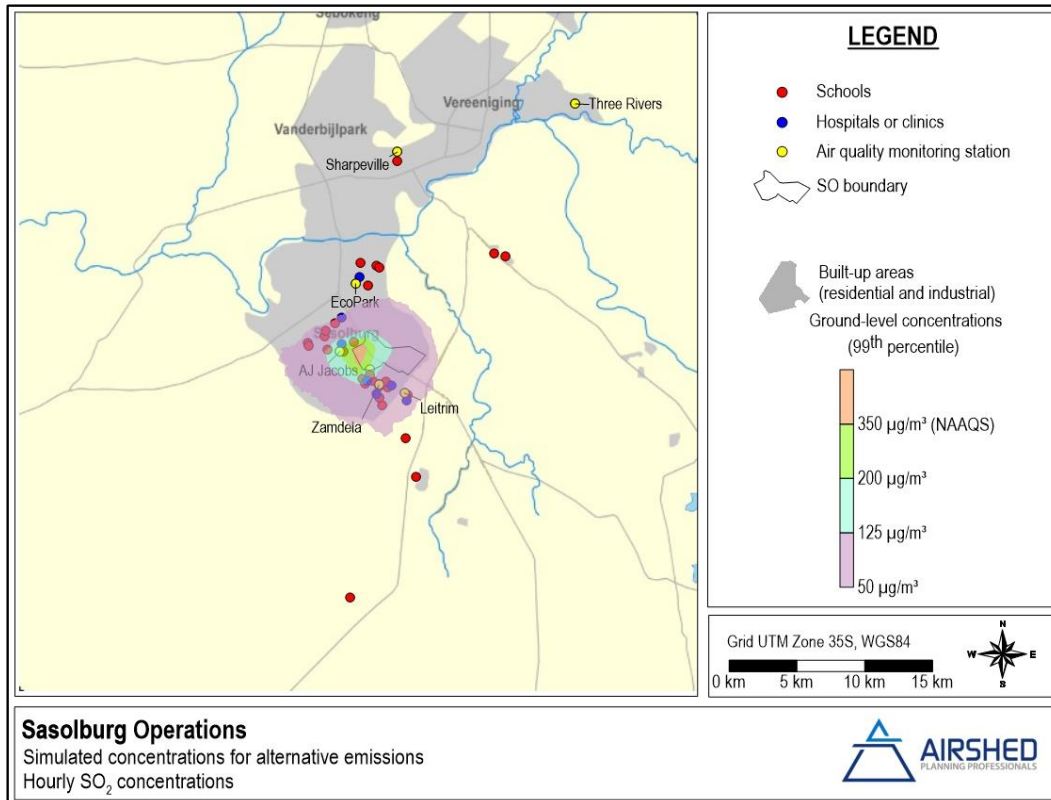 Sebokeng
Vereeniging
Three Rivers
Vanderbijlpark
Sharpeville
EcoPark
Sasolburg
AJ Jacobs
Leitrim
Zamdela
LEGEND
Schools
Hospitals or clinics
Air quality monitoring station
SO boundary
Built-up areas
(residential and industrial)
Ground-level concentrations
(99th percentile)
350 µg/m³ (NAAQS)
200 µg/m³
125 µg/m³
50 µg/m³
Grid UTM Zone 35S, WGS84
N
W E
S
0 km 5 km 10 km 15 km
Sasolburg Operations
Simulated concentrations for alternative emissions
Hourly SO₂ concentrations
AIRSHED
PLANNING PROFESSIONALS